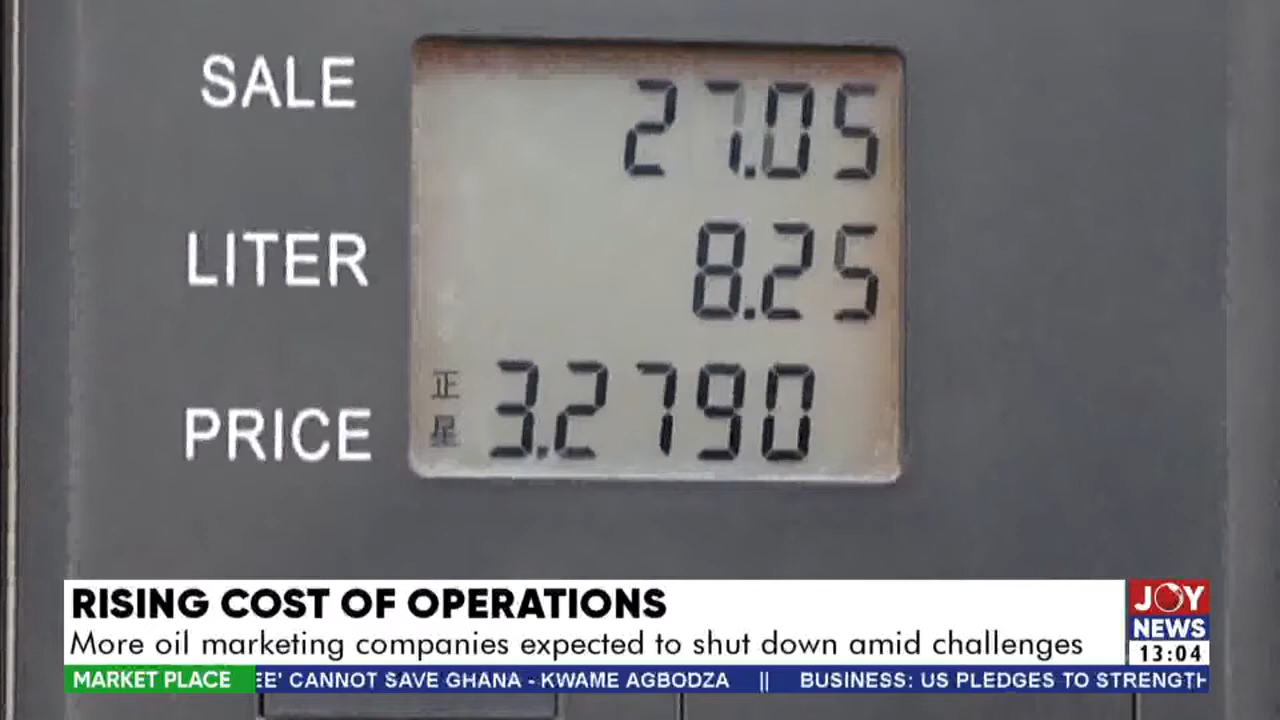 SALE 27.05
LITER 8.25
正
星
PRICE 3.2790
RISING COST OF OPERATIONS
More oil marketing companies expected to shut down amid challenges
JOY
NEWS
13:04
MARKET PLACE EE' CANNOT SAVE GHANA - KWAME AGBODZA || BUSINESS: US PLEDGES TO STRENGTH